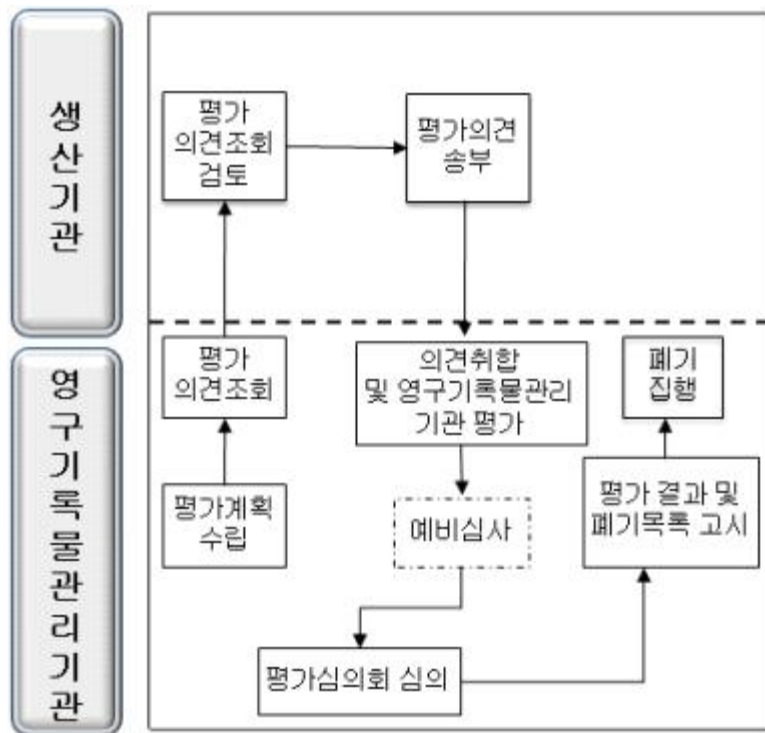 생산기관
평가
의견조회
검토
평가의견
송부
영구기록물관리기관
평가
의견조회
의견취합
및 영구기록물관리
기관 평가
폐기
집행
평가계획
수립
예비심사
평가 결과 및
폐기목록 고시
평가심의회 심의